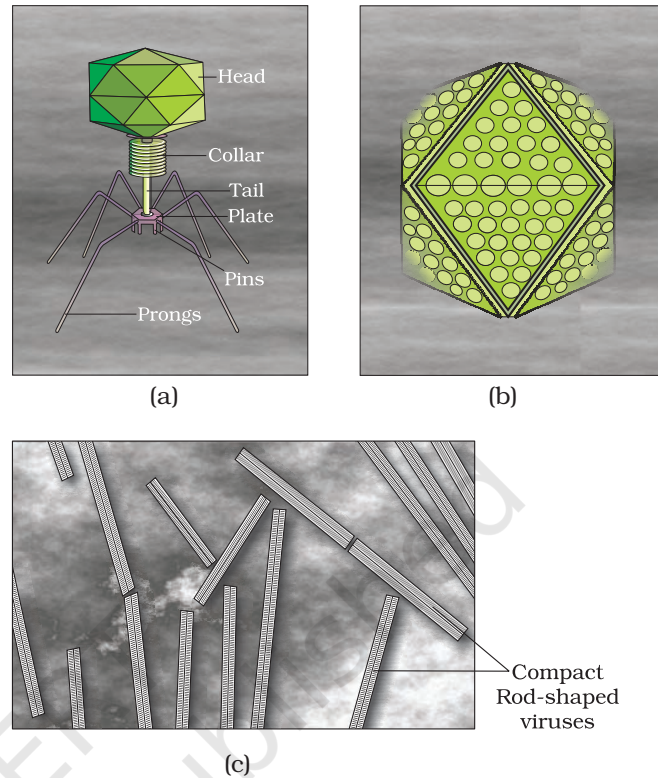 Head
Collar
Tail
Plate
Pins
Prongs
(a)
(b)
Compact
Rod-shaped
viruses
(c)